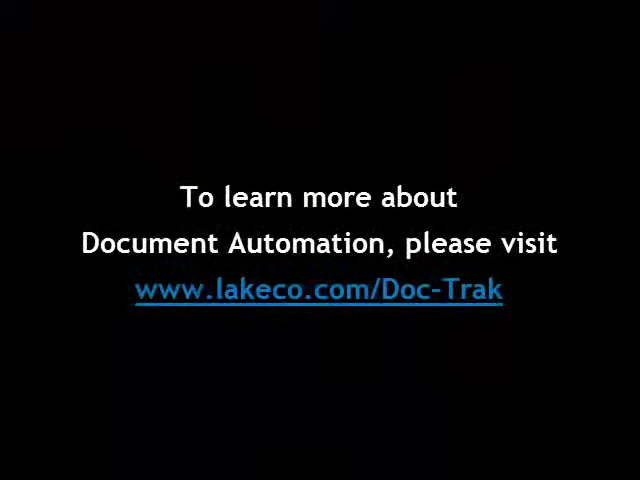 To learn more about
Document Automation, please visit
www.lakeco.com/Doc-Trak